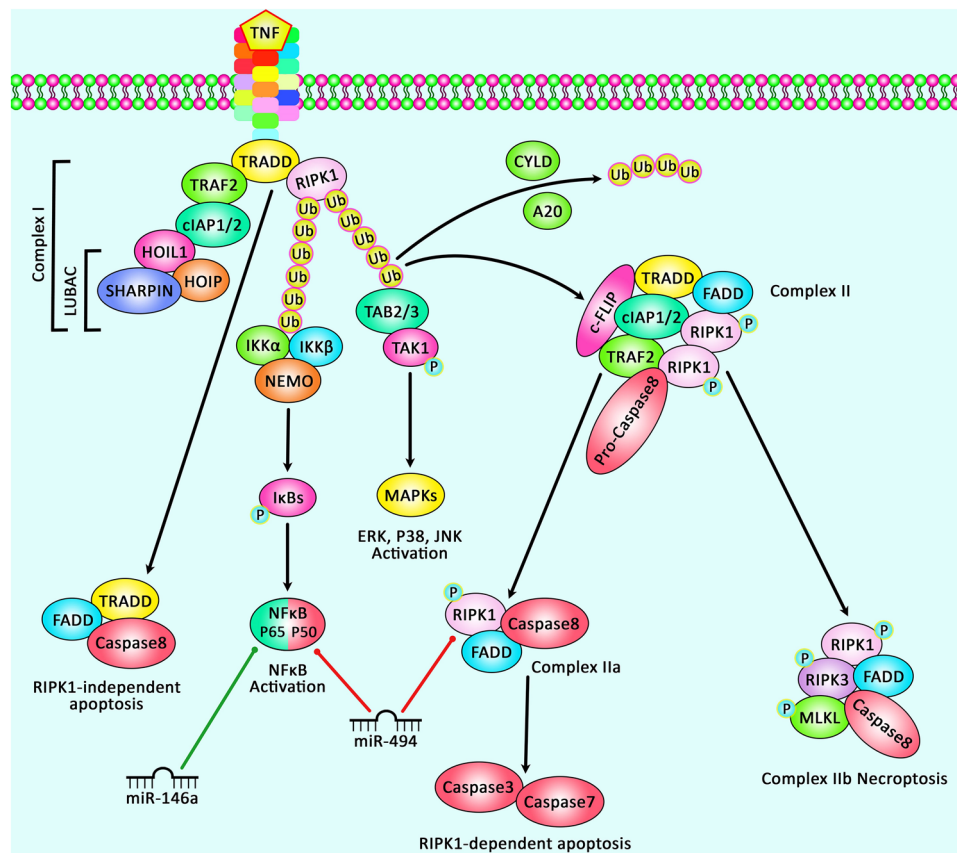 TNF
TRADD
RIPK1
TRAF2
cIAP1/2
HOIL1
HOIP
SHARPIN
Complex I
LUBAC
Ub
Ub
Ub
Ub
Ub
Ub
Ub
Ub
Ub
Ub
Ub
CYLD
A20
Ub
Ub
Ub
Ub
IKKα
IKKβ
NEMO
TAB2/3
TAK1
P
c-FLIP
TRADD
FADD
cIAP1/2
RIPK1
P
TRAF2
RIPK1
P
Pro-Caspase8
Complex II
IκBs
P
MAPKs
ERK, P38, JNK
Activation
TRADD
FADD
Caspase8
RIPK1-independent
apoptosis
NFκB
P65 P50
NFκB
Activation
P
RIPK1
Caspase8
FADD
Complex IIa
P
RIPK1
P
RIPK3
FADD
P
MLKL
Caspase8
Complex IIb Necroptosis
miR-494
miR-146a
Caspase3
Caspase7
RIPK1-dependent apoptosis